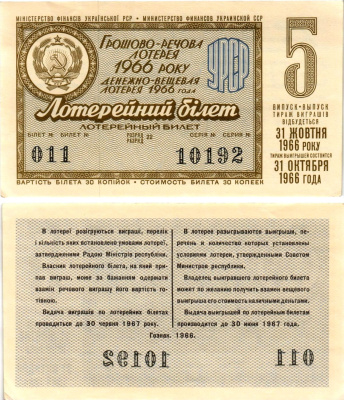 МІНІСТЕРСТВО ФІНАНСІВ УКРАЇНСЬКОЇ РСР • МИНИСТЕРСТВО ФИНАНСОВ УКРАИНСКОЙ ССР
ГРОШОВО-РЕЧОВА
ЛОТЕРЕЯ
1966 РОКУ
ДЕНЕЖНО-ВЕЩЕВАЯ
ЛОТЕРЕЯ 1966 ГОДА
УРСР
5
Лотерейний білет
ЛОТЕРЕЙНЫЙ БИЛЕТ
БІЛЕТ № БИЛЕТ №
РОЗРЯД
РАЗРЯД
СЕРІЯ № СЕРИЯ №
011 10192
ВАРТІСТЬ БІЛЕТА 30 КОПІЙОК • СТОИМОСТЬ БИЛЕТА 30 КОПЕЕК
ВИПУСК • ВЫПУСК
ТИРАЖ ВИГРАШІВ
ВІДБУДЕТЬСЯ
31 ЖОВТНЯ
1966 РОКУ
ТИРАЖ ВЫИГРЫШЕЙ СОСТОИТСЯ
31 ОКТЯБРЯ
1966 ГОДА
В лотереї розігруються виграші, перелік
і кількість яких встановлено умовами лотереї,
затвердженими Радою Міністрів республіки.
Власник лотерейного білета, на який при-
пав виграш, може за бажанням одержати
взамін речового виграшу його вартість го-
тівкою.
Видача виграшів по лотерейних білетах
провадиться до 30 червня 1967 року.
В лотерее разыгрываются выигрыши, пе-
речень и количество которых установлены
условиями лотереи, утвержденными Советом
Министров республики.
Владелец выигравшего лотерейного билета
может по желанию получить взамен вещевого
выигрыша его стоимость наличными деньгами.
Выдача выигрышей по лотерейным билетам
производится до 30 июня 1967 года.
Гознак. 1966.
10192 011